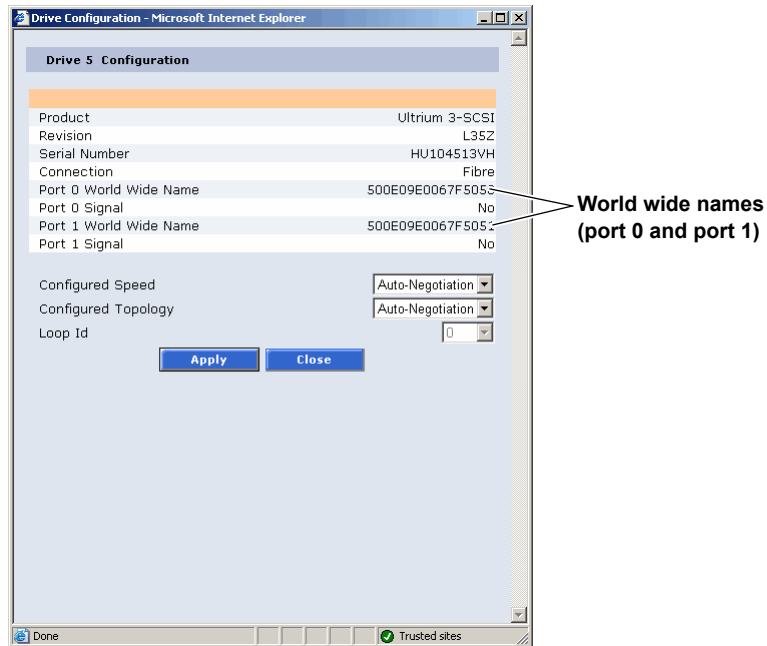 Drive Configuration - Microsoft Internet Explorer
Drive 5 Configuration
Product Ultrium 3-SCSI
Revision L35Z
Serial Number HU104513VH
Connection Fibre
Port 0 World Wide Name
Port 0 Signal No
Port 1 World Wide Name
Port 1 Signal No
World wide names
(port 0 and port 1)
Configured Speed Auto-Negotiation
Configured Topology Auto-Negotiation
Loop Id 0
Apply Close
Done Trusted sites